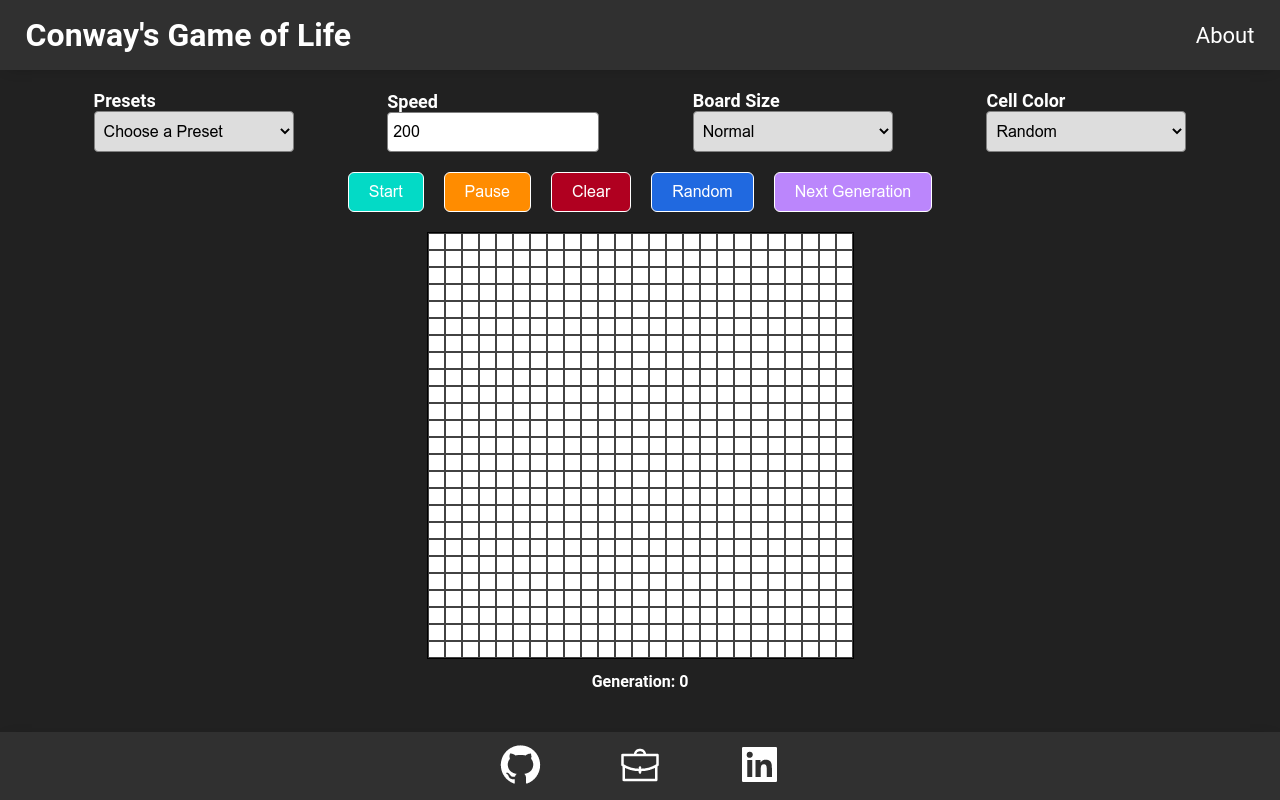 Conway's Game of Life
About
Presets
Speed
Board Size
Cell Color
Choose a Preset
200
Normal
Random
Start
Pause
Clear
Random
Next Generation
Generation: 0
in